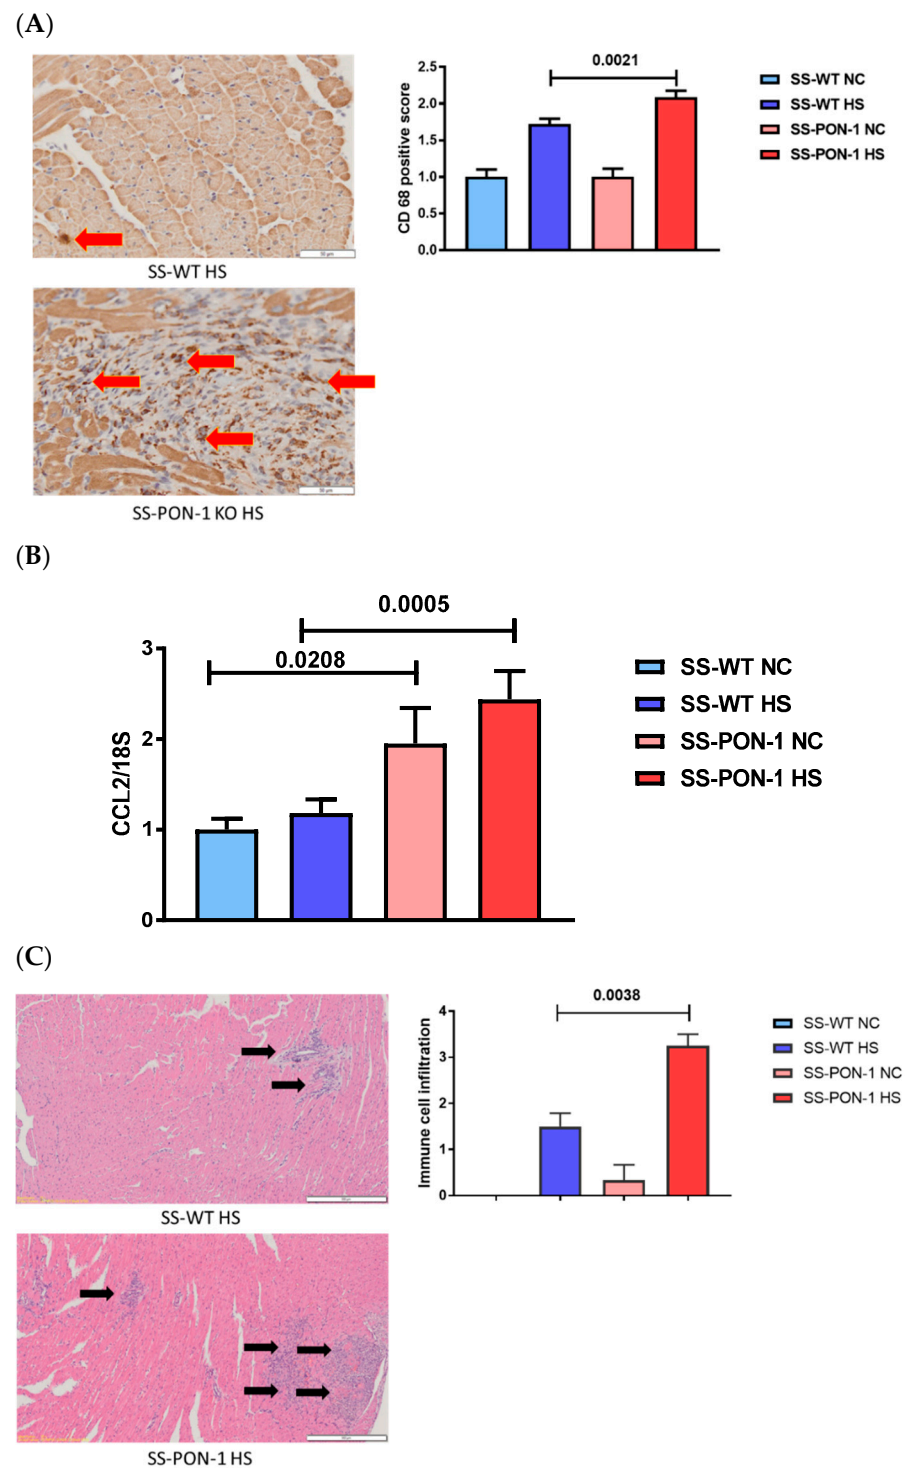 (A)
2.5
2.0
1.5
1.0
0.5
0.0
CD 68 positive score
0.0021
SS-WT NC
SS-WT HS
SS-PON-1 NC
SS-PON-1 HS
50 µm
SS-WT HS
50 µm
SS-PON-1 KO HS
(B)
3
2
1
0
CCL2/18S
0.0005
0.0208
SS-WT NC
SS-WT HS
SS-PON-1 NC
SS-PON-1 HS
(C)
SS-WT HS
4
3
2
1
0
Immune cell infiltration
0.0038
SS-WT NC
SS-WT HS
SS-PON-1 NC
SS-PON-1 HS
SS-PON-1 HS